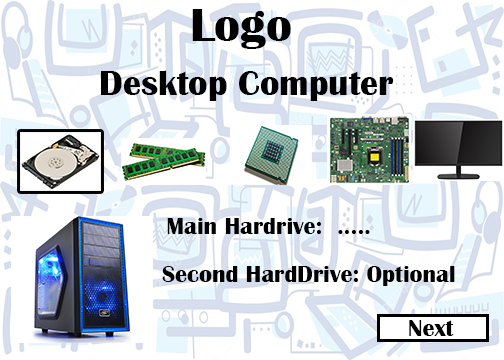 Logo
Desktop Computer
Main Hardrive:  .....
Second HardDrive: Optional
Next